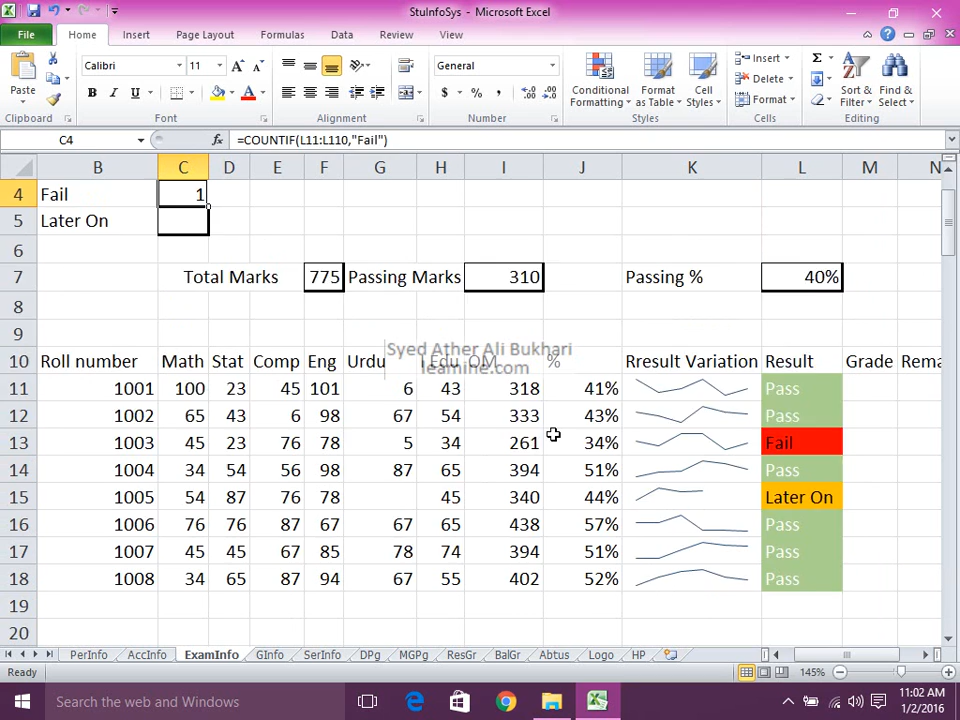 StuInfoSys - Microsoft Excel
File Home Insert Page Layout Formulas Data Review View
Paste
Clipboard
Calibri 11
B I U A
Font
Alignment
General
$ % ,
Number
Conditional Formatting
Format as Table
Cell Styles
Styles
Insert
Delete
Format
Cells
Σ
Sort & Filter
Find & Select
Editing
C4 fx =COUNTIF(L11:L110,"Fail")
B C D E F G H I J K L M N
4 Fail 1
5 Later On
6
7 Total Marks 775 Passing Marks 310 Passing % 40%
8
9
Syed Ather Ali Bukhari
learnine.com
10 Roll number Math Stat Comp Eng Urdu Edu OM % Rresult Variation Result Grade Rema
11 1001 100 23 45 101 6 43 318 41% Pass
12 1002 65 43 6 98 67 54 333 43% Pass
13 1003 45 23 76 78 5 34 261 34% Fail
14 1004 34 54 56 98 87 65 394 51% Pass
15 1005 54 87 76 78 45 340 44% Later On
16 1006 76 76 87 67 67 65 438 57% Pass
17 1007 45 45 67 85 78 74 394 51% Pass
18 1008 34 65 87 94 67 55 402 52% Pass
19
20
PerInfo AccInfo ExamInfo GInfo SerInfo DPg MGPg ResGr BalGr Abtus Logo HP
Ready 145%
Search the web and Windows
11:02 AM
1/2/2016